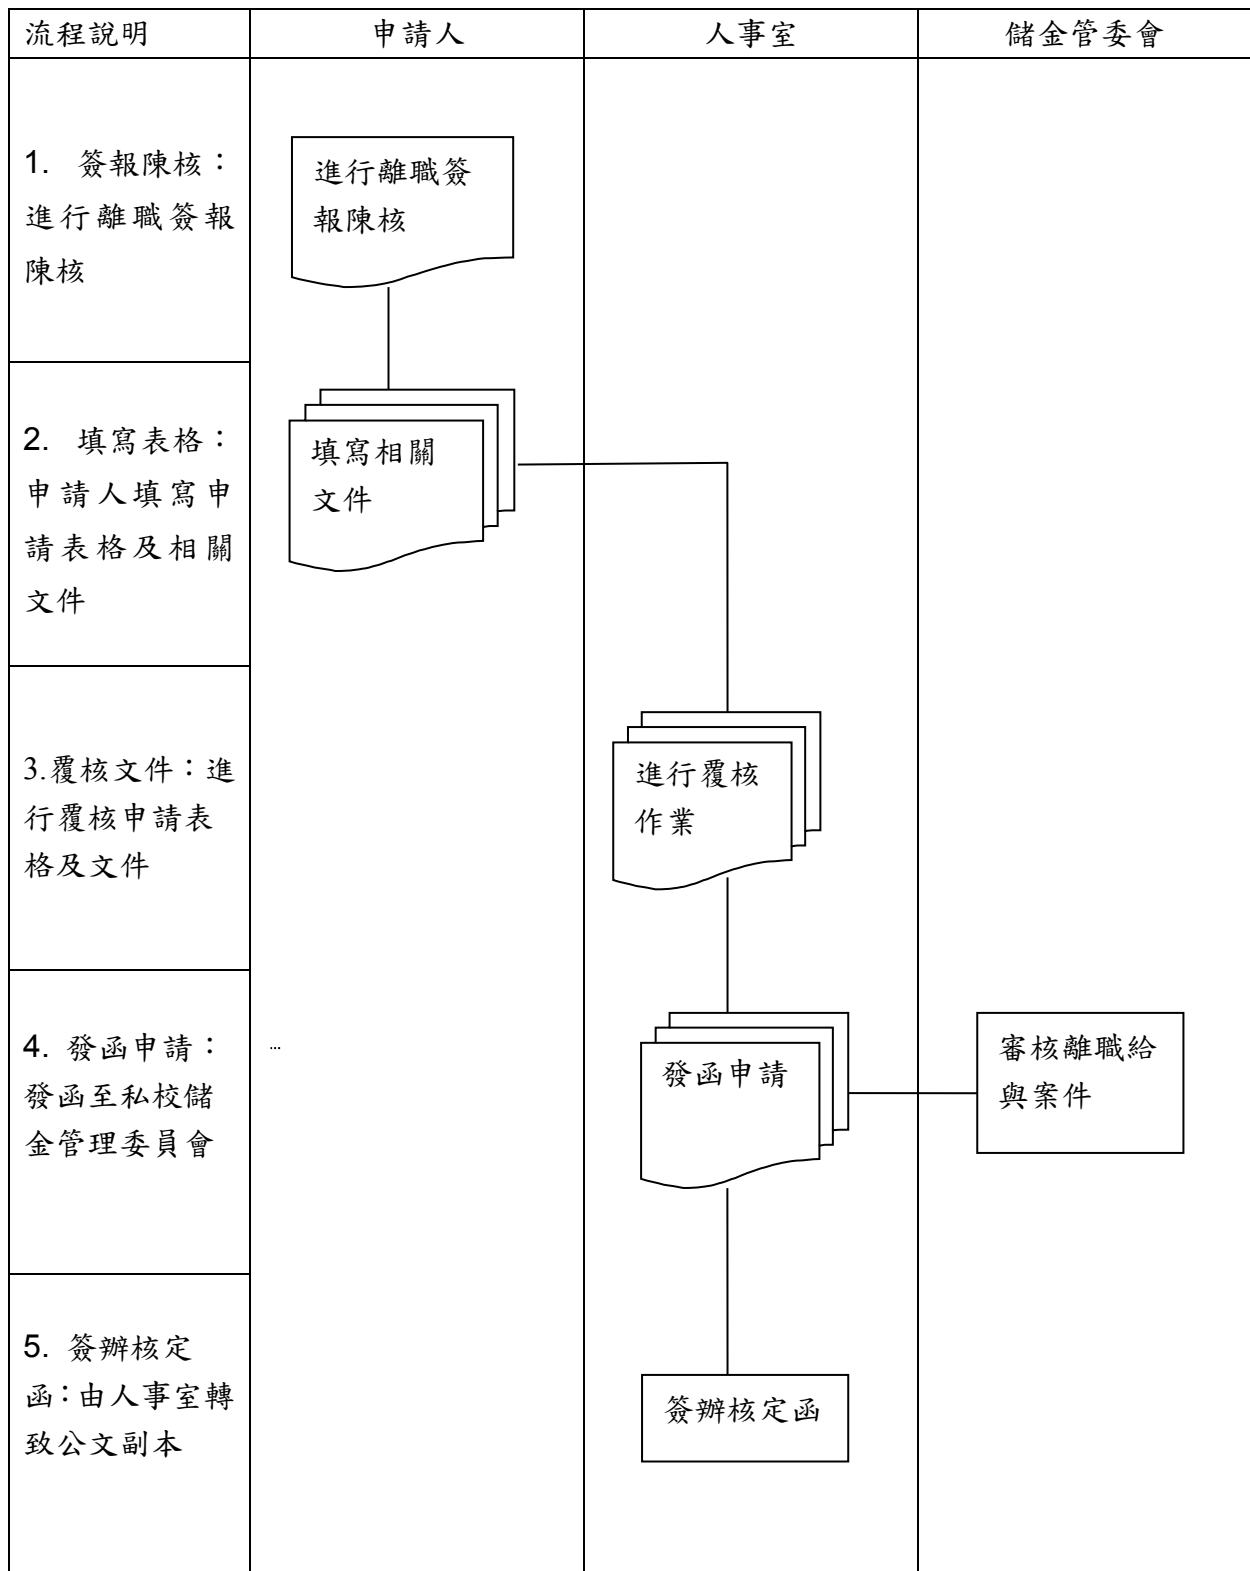 流程說明
申請人
人事室
儲金管委會
1. 簽報陳核：
進行離職簽報
陳核
進行離職簽
報陳核
2. 填寫表格：
申請人填寫申
請表格及相關
文件
填寫相關
文件
3.覆核文件：進
行覆核申請表
格及文件
進行覆核
作業
4. 發函申請：
發函至私校儲
金管理委員會
...
發函申請
審核離職給
與案件
5. 簽辦核定
函：由人事室轉
致公文副本
簽辦核定函